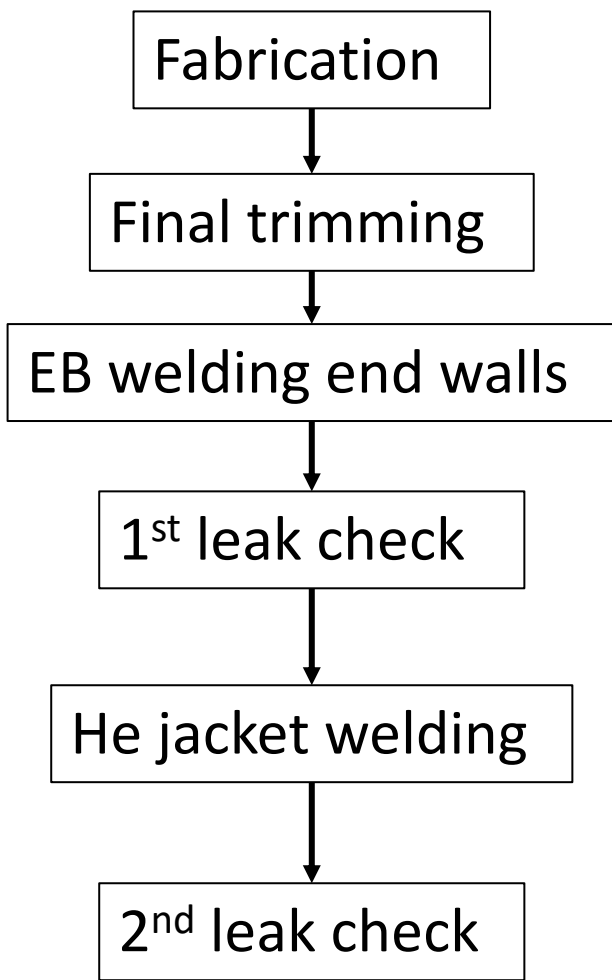 Fabrication
Final trimming
EB welding end walls
1st leak check
He jacket welding
2nd leak check